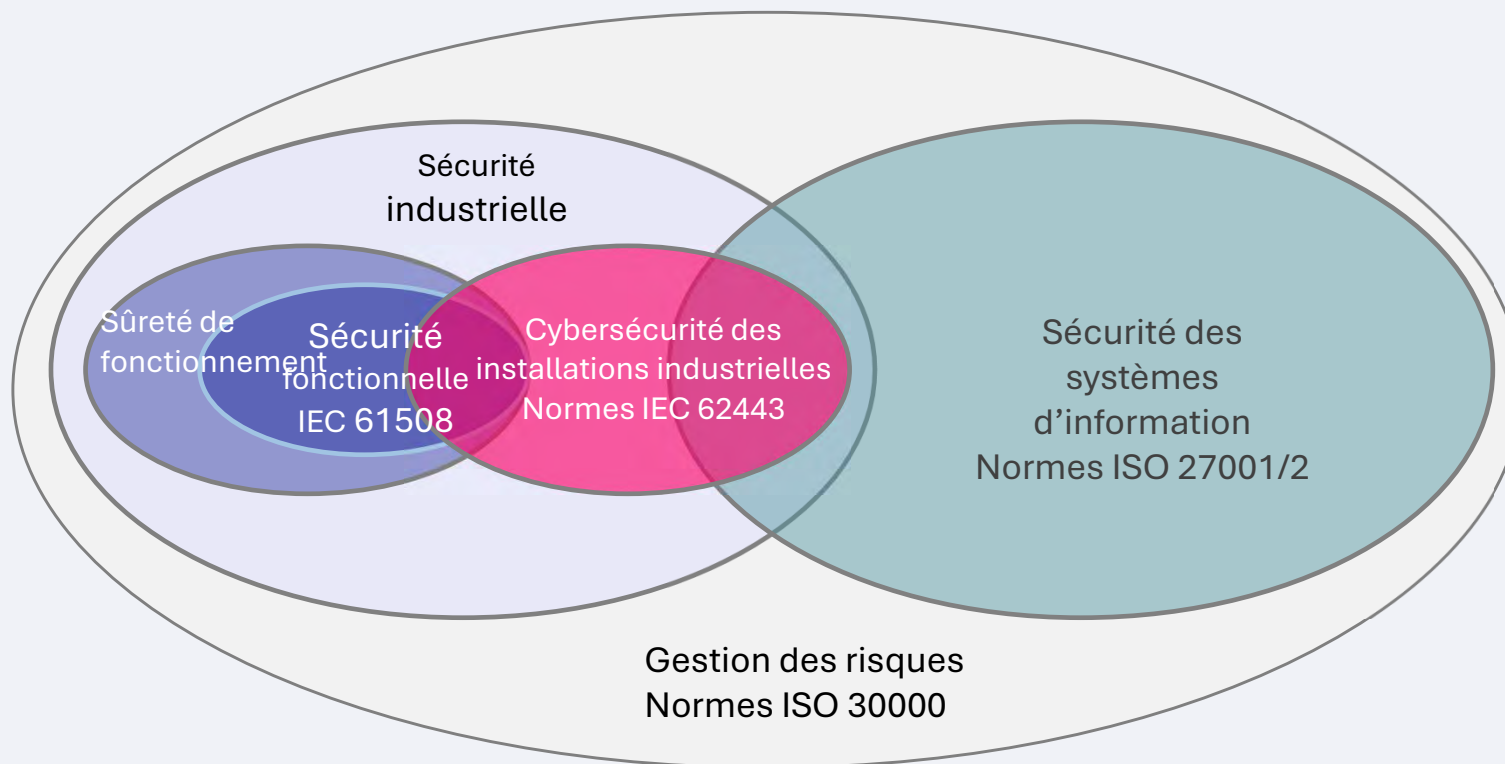 Sécurité
industrielle
Sûreté de
fonctionnement
Sécurité
fonctionnelle
IEC 61508
Cybersécurité des
installations industrielles
Normes IEC 62443
Sécurité des
systèmes
d’information
Normes ISO 27001/2
Gestion des risques
Normes ISO 30000